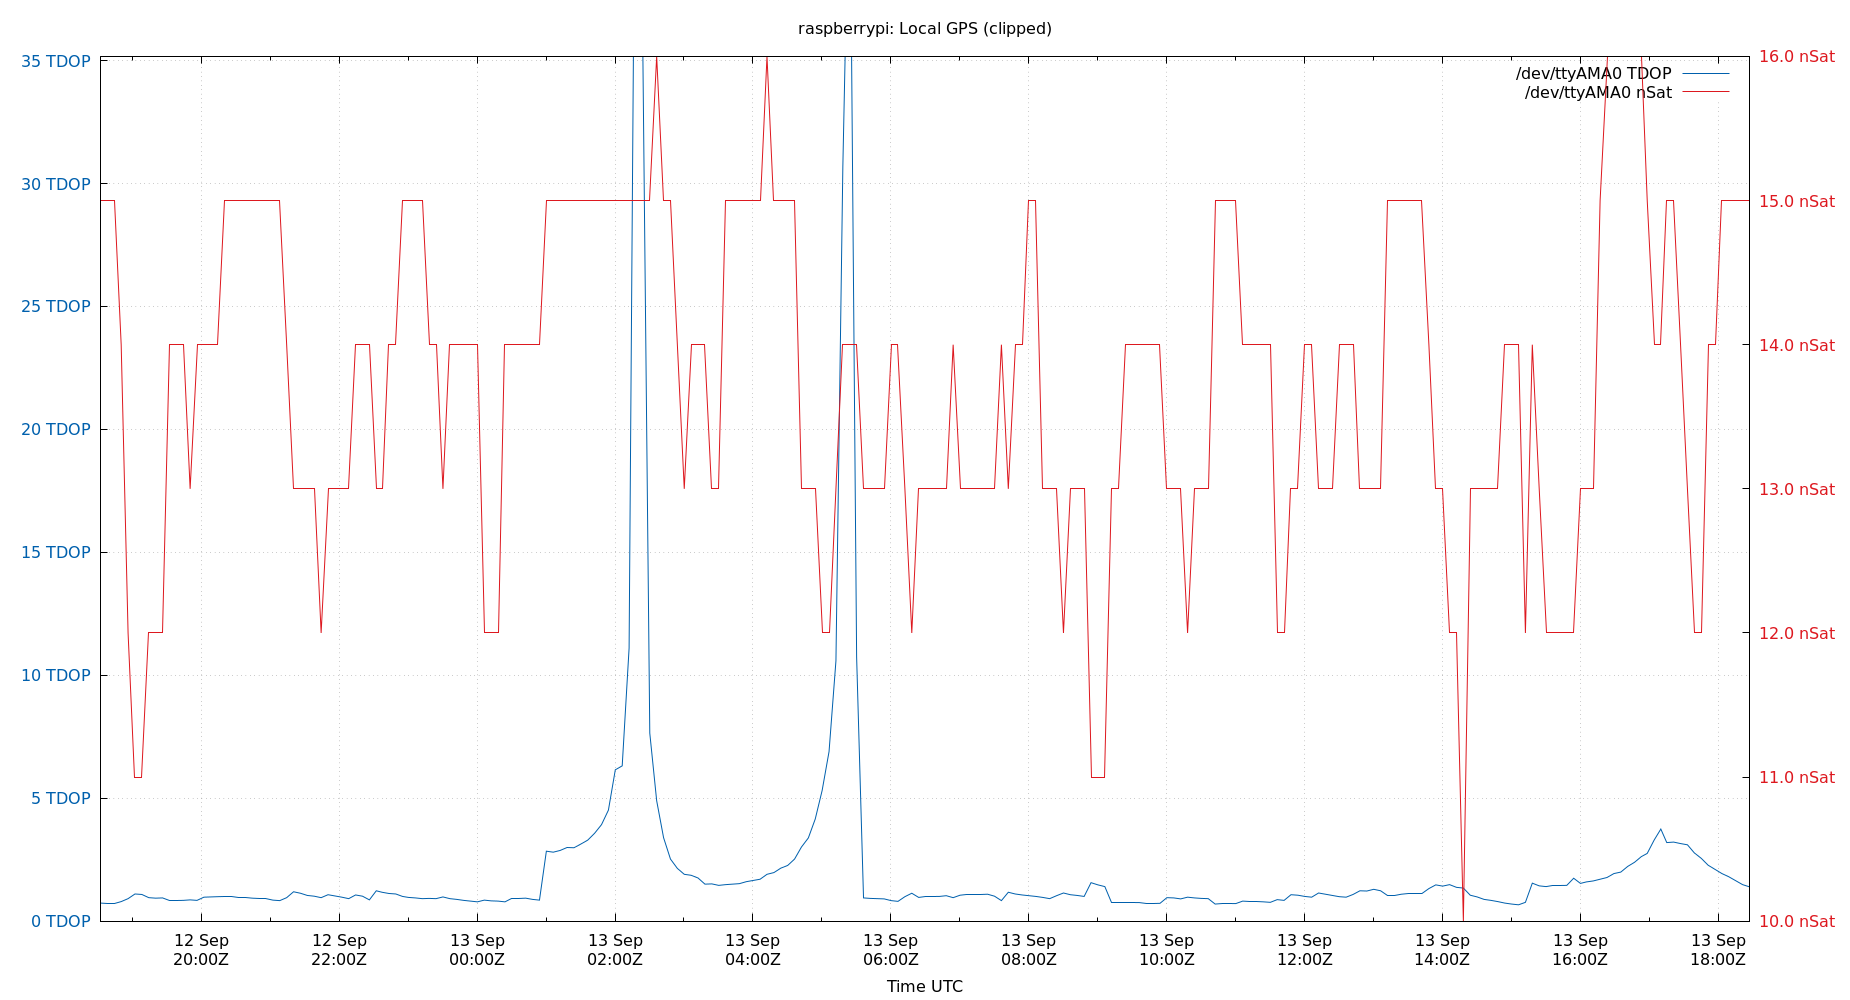 raspberrypi: Local GPS (clipped)
35 TDOP
30 TDOP
25 TDOP
20 TDOP
15 TDOP
10 TDOP
5 TDOP
0 TDOP
16.0 nSat
15.0 nSat
14.0 nSat
13.0 nSat
12.0 nSat
11.0 nSat
10.0 nSat
/dev/ttyAMA0 TDOP
/dev/ttyAMA0 nSat
12 Sep
20:00Z
12 Sep
22:00Z
13 Sep
00:00Z
13 Sep
02:00Z
13 Sep
04:00Z
13 Sep
06:00Z
13 Sep
08:00Z
13 Sep
10:00Z
13 Sep
12:00Z
13 Sep
14:00Z
13 Sep
16:00Z
13 Sep
18:00Z
Time UTC